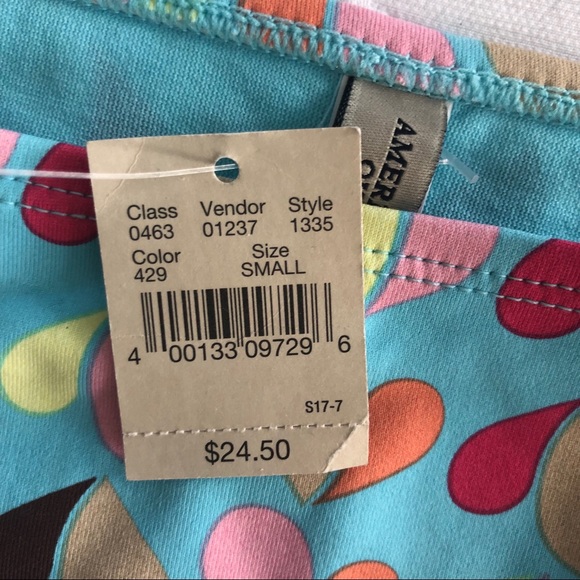 Class Vendor Style
0463 01237 1335
Color Size
429 SMALL
4 00133 09729 6
S17-7
$24.50
AMER